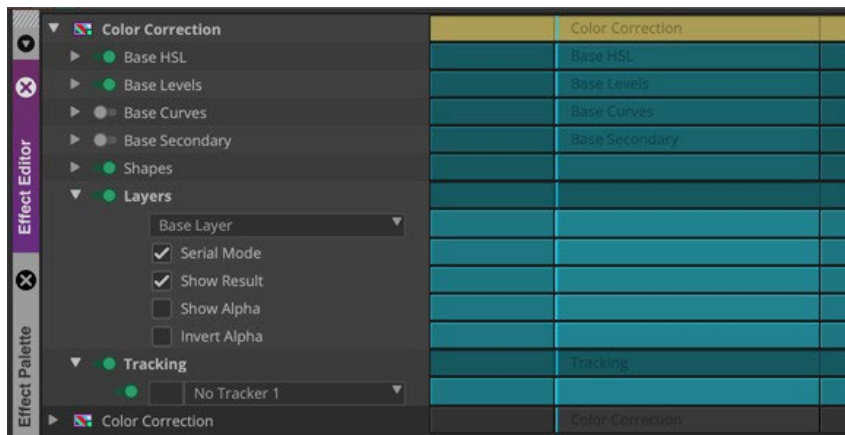 Color Correction Color Correction
Base HSL Base HSL
Base Levels Base Levels
Base Curves Base Curves
Base Secondary Base Secondary
Shapes
Layers
Base Layer
Serial Mode
Show Result
Show Alpha
Invert Alpha
Tracking Tracking
No Tracker 1
Color Correction Color Correction
Effect Editor
Effect Palette